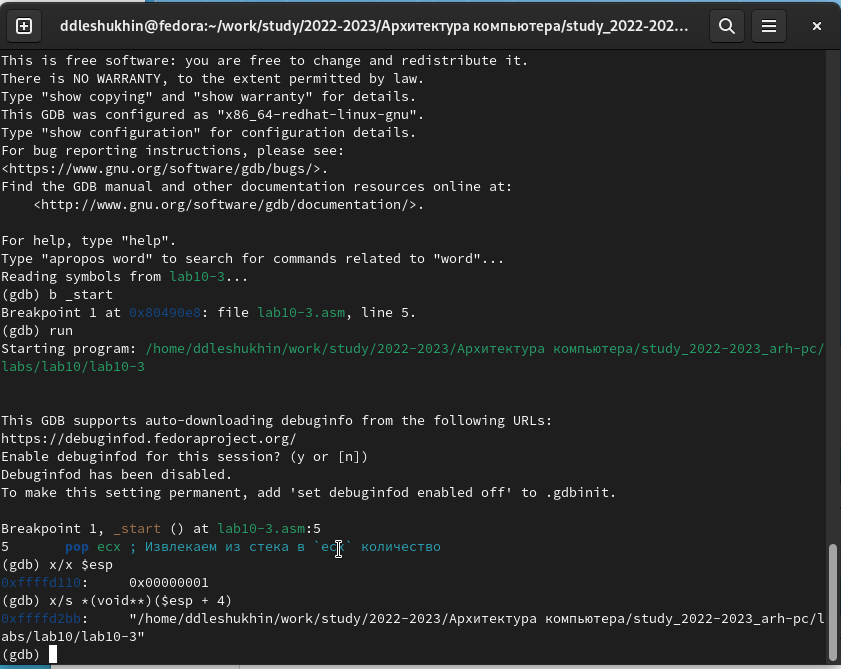 ddleshukhin@fedora:~/work/study/2022-2023/Архитектура компьютера/study_2022-202...
This is free software: you are free to change and redistribute it.
There is NO WARRANTY, to the extent permitted by law.
Type "show copying" and "show warranty" for details.
This GDB was configured as "x86_64-redhat-linux-gnu".
Type "show configuration" for configuration details.
For bug reporting instructions, please see:
<https://www.gnu.org/software/gdb/bugs/>.
Find the GDB manual and other documentation resources online at:
    <http://www.gnu.org/software/gdb/documentation/>.
For help, type "help".
Type "apropos word" to search for commands related to "word"...
Reading symbols from lab10-3...
(gdb) b _start
Breakpoint 1 at 0x80490e8: file lab10-3.asm, line 5.
(gdb) run
Starting program: /home/ddleshukhin/work/study/2022-2023/Архитектура компьютера/study_2022-2023_arh-pc/
labs/lab10/lab10-3
This GDB supports auto-downloading debuginfo from the following URLs:
https://debuginfod.fedoraproject.org/
Enable debuginfod for this session? (y or [n])
Debuginfod has been disabled.
To make this setting permanent, add 'set debuginfod enabled off' to .gdbinit.
Breakpoint 1, _start () at lab10-3.asm:5
5       pop ecx ; Извлекаем из стека в `ecx` количество
(gdb) x/x $esp
0xffffd110:     0x00000001
(gdb) x/s *(void**)($esp + 4)
0xffffd2bb:     "/home/ddleshukhin/work/study/2022-2023/Архитектура компьютера/study_2022-2023_arh-pc/l
abs/lab10/lab10-3"
(gdb)